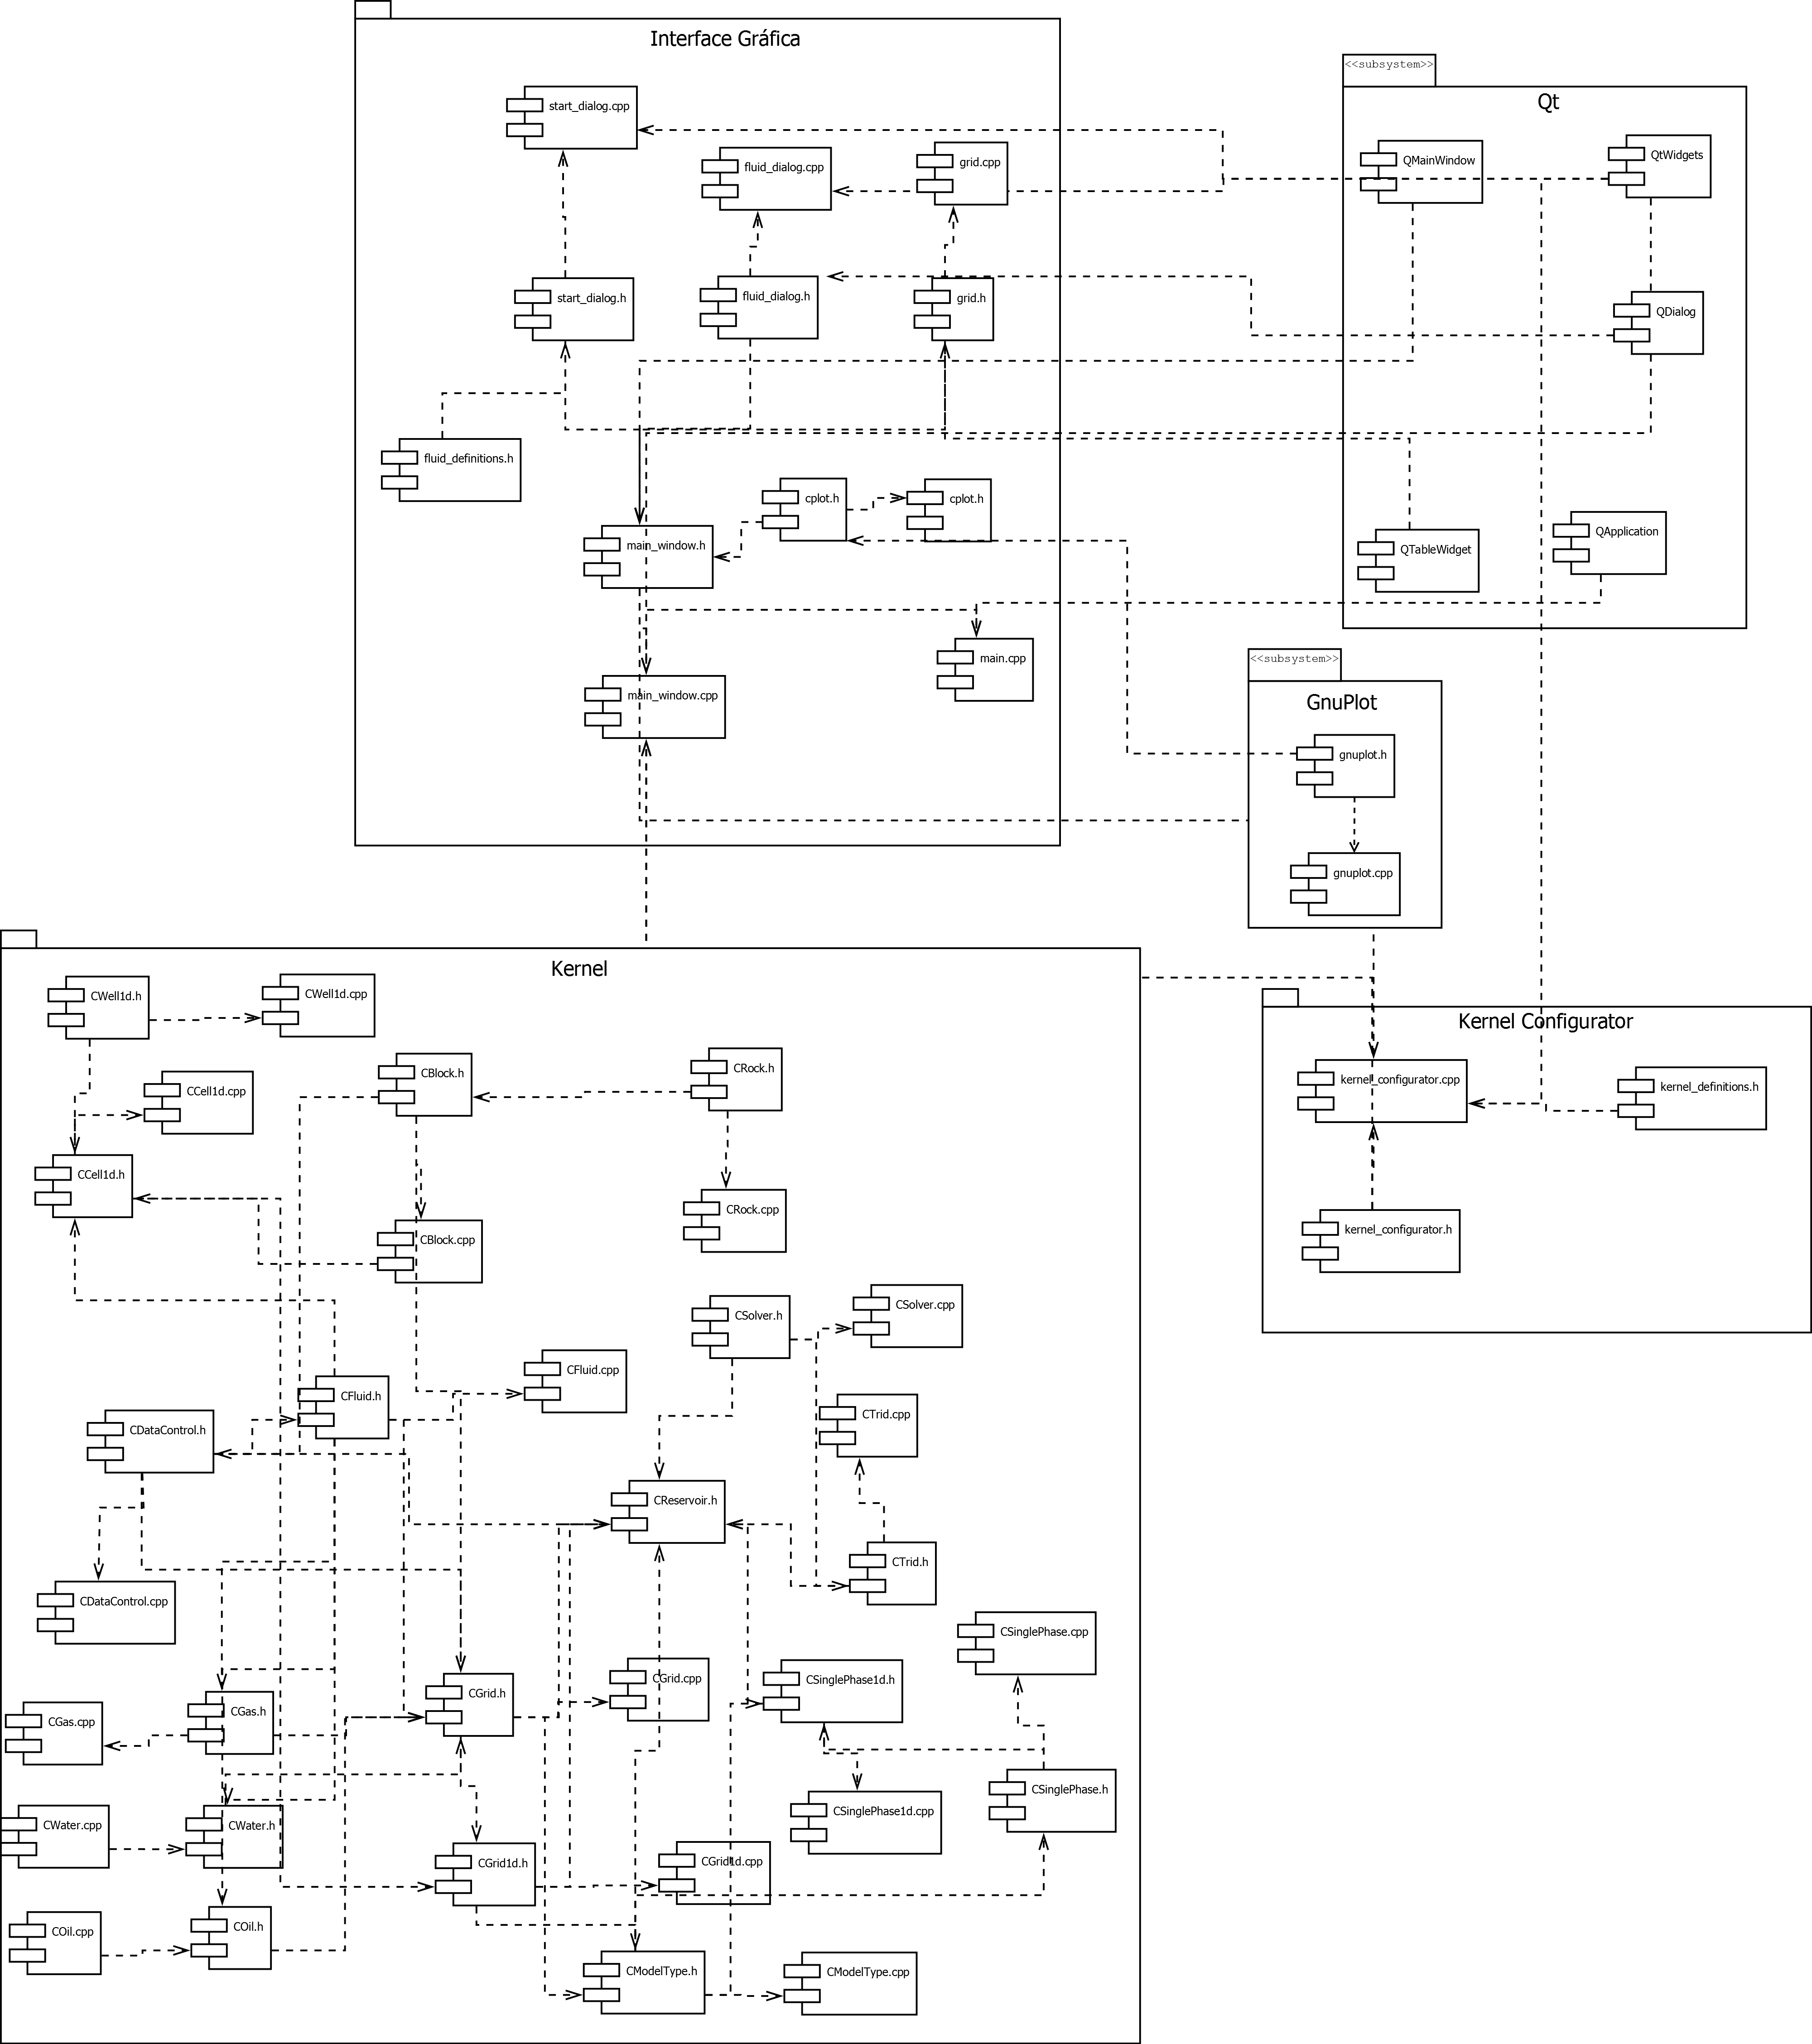 Interface Gráfica
start_dialog.cpp
fluid_dialog.cpp
grid.cpp
start_dialog.h
fluid_dialog.h
grid.h
fluid_definitions.h
cplot.h
cplot.h
main_window.h
main.cpp
main_window.cpp
<<subsystem>>
Qt
QMainWindow
QtWidgets
QDialog
QTableWidget
QApplication
<<subsystem>>
GnuPlot
gnuplot.h
gnuplot.cpp
Kernel Configurator
kernel_configurator.cpp
kernel_definitions.h
kernel_configurator.h
Kernel
CWell1d.h
CWell1d.cpp
CBlock.h
CRock.h
CCell1d.cpp
CCell1d.h
CRock.cpp
CBlock.cpp
CSolver.h
CSolver.cpp
CFluid.cpp
CFluid.h
CTrid.cpp
CDataControl.h
CReservoir.h
CTrid.h
CDataControl.cpp
CSinglePhase.cpp
CGrid.h
CGrid.cpp
CSinglePhase1d.h
CGas.cpp
CGas.h
CSinglePhase.h
CSinglePhase1d.cpp
CWater.cpp
CWater.h
CGrid1d.h
CGrid1d.cpp
COil.cpp
COil.h
CModelType.h
CModelType.cpp